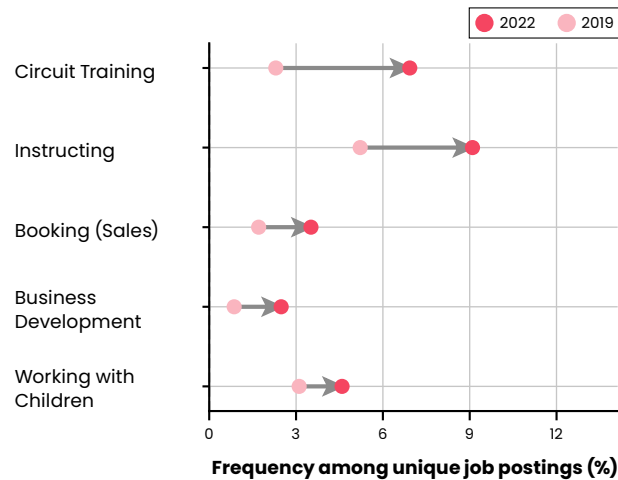 2022 2019
Circuit Training
Instructing
Booking (Sales)
Business
Development
Working with
Children
0 3 6 9 12
Frequency among unique job postings (%)